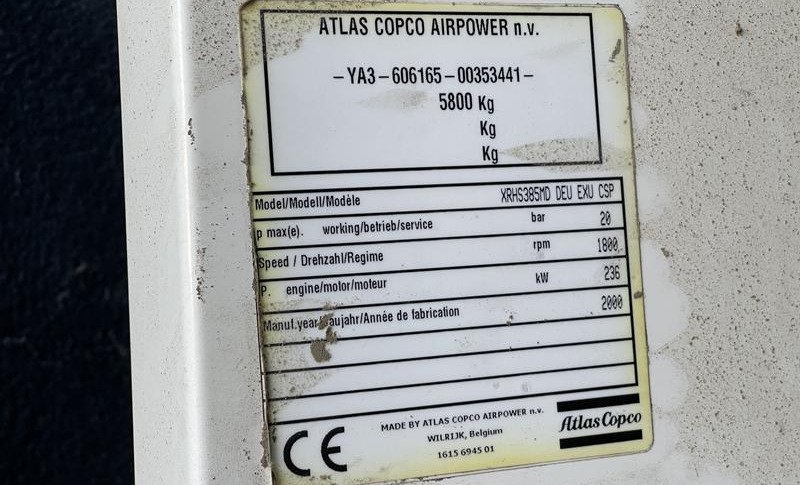 ATLAS COPCO AIRPOWER n.v.
-YA3-606165-00353441-
5800 Kg
Kg
Kg
Model/Modell/Modèle XRHS385MD DEU EXU CSP
p max(e). working/betrieb/service bar 20
Speed / Drehzahl/Regime rpm 1800
P. engine/motor/moteur kW 236
Manuf.year/Baujahr/Année de fabrication 2000
CE
MADE BY ATLAS COPCO AIRPOWER n.v.
WILRIJK, Belgium
1615 6945 01
Atlas Copco